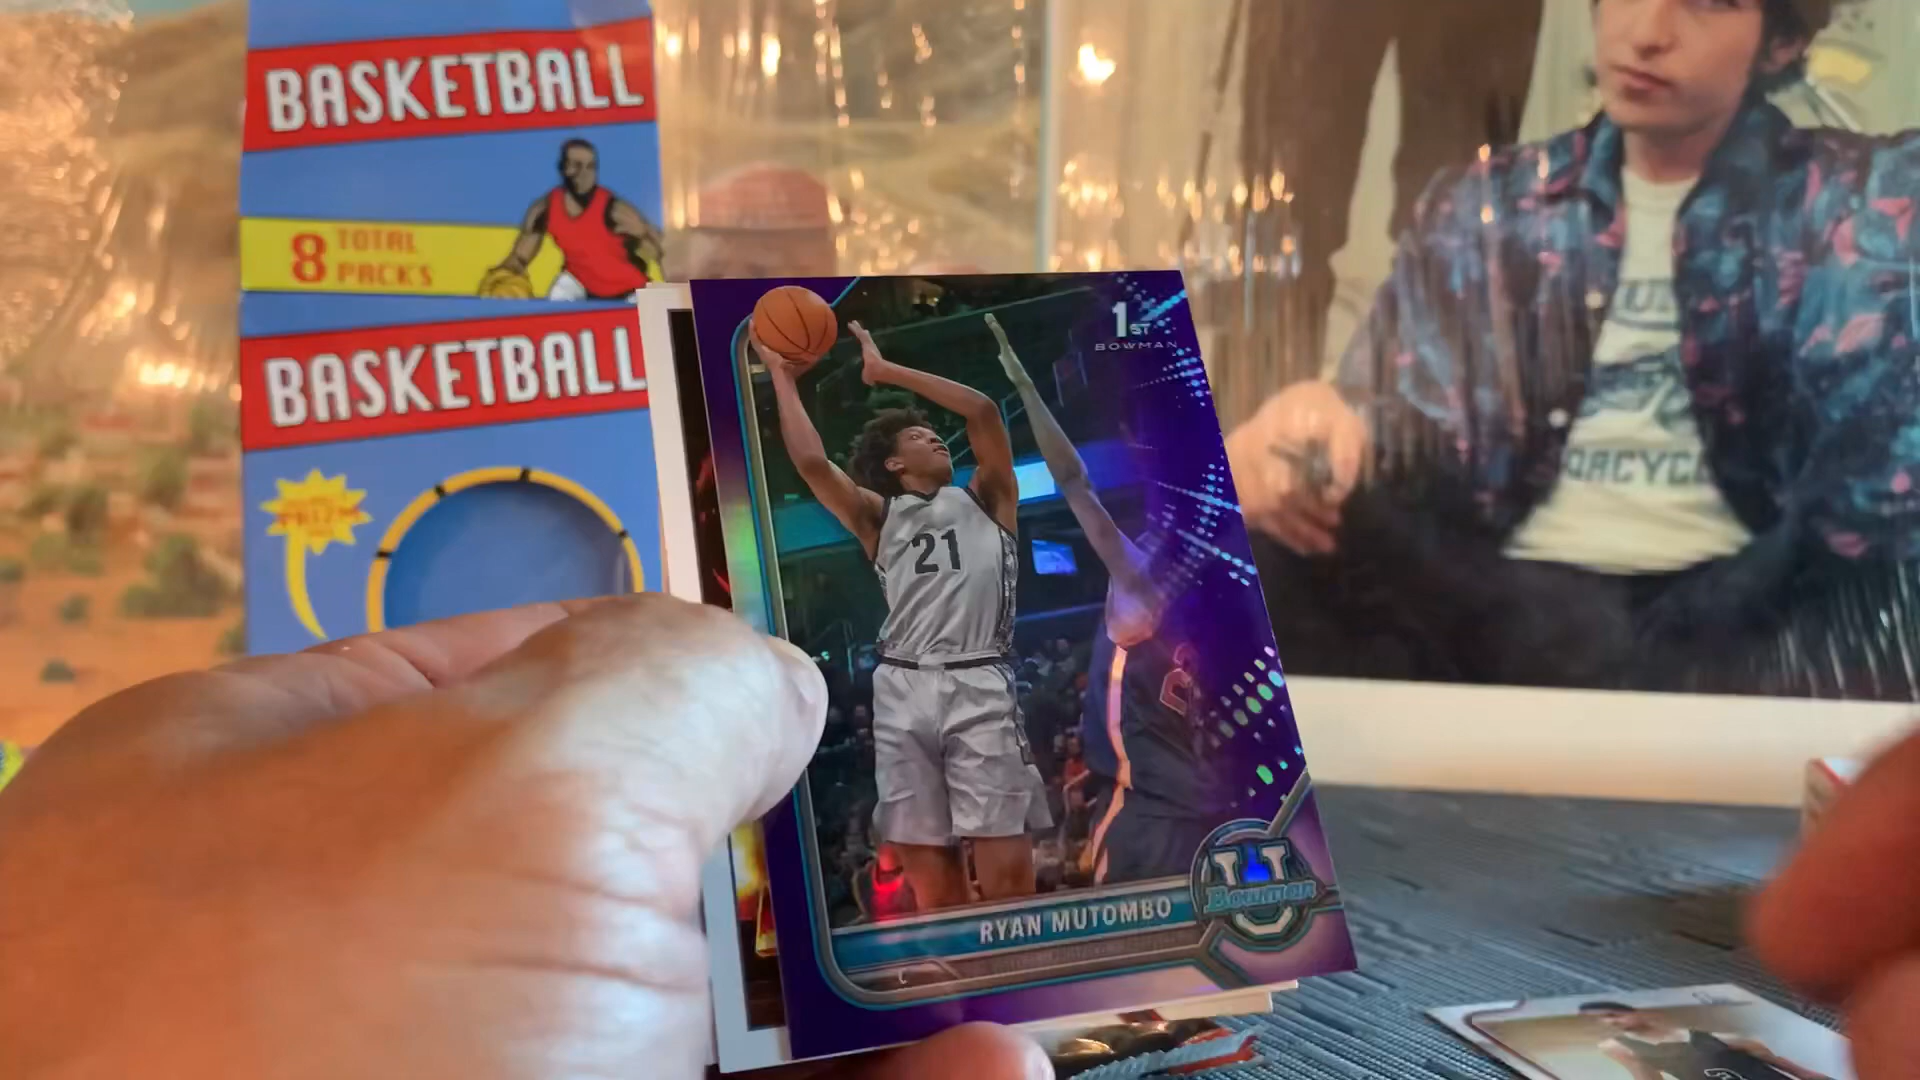 BASKETBALL
8 TOTAL
PACKS
BASKETBALL
1ST
BOWMAN
21
RYAN MUTOMBO
U
Bowman
C